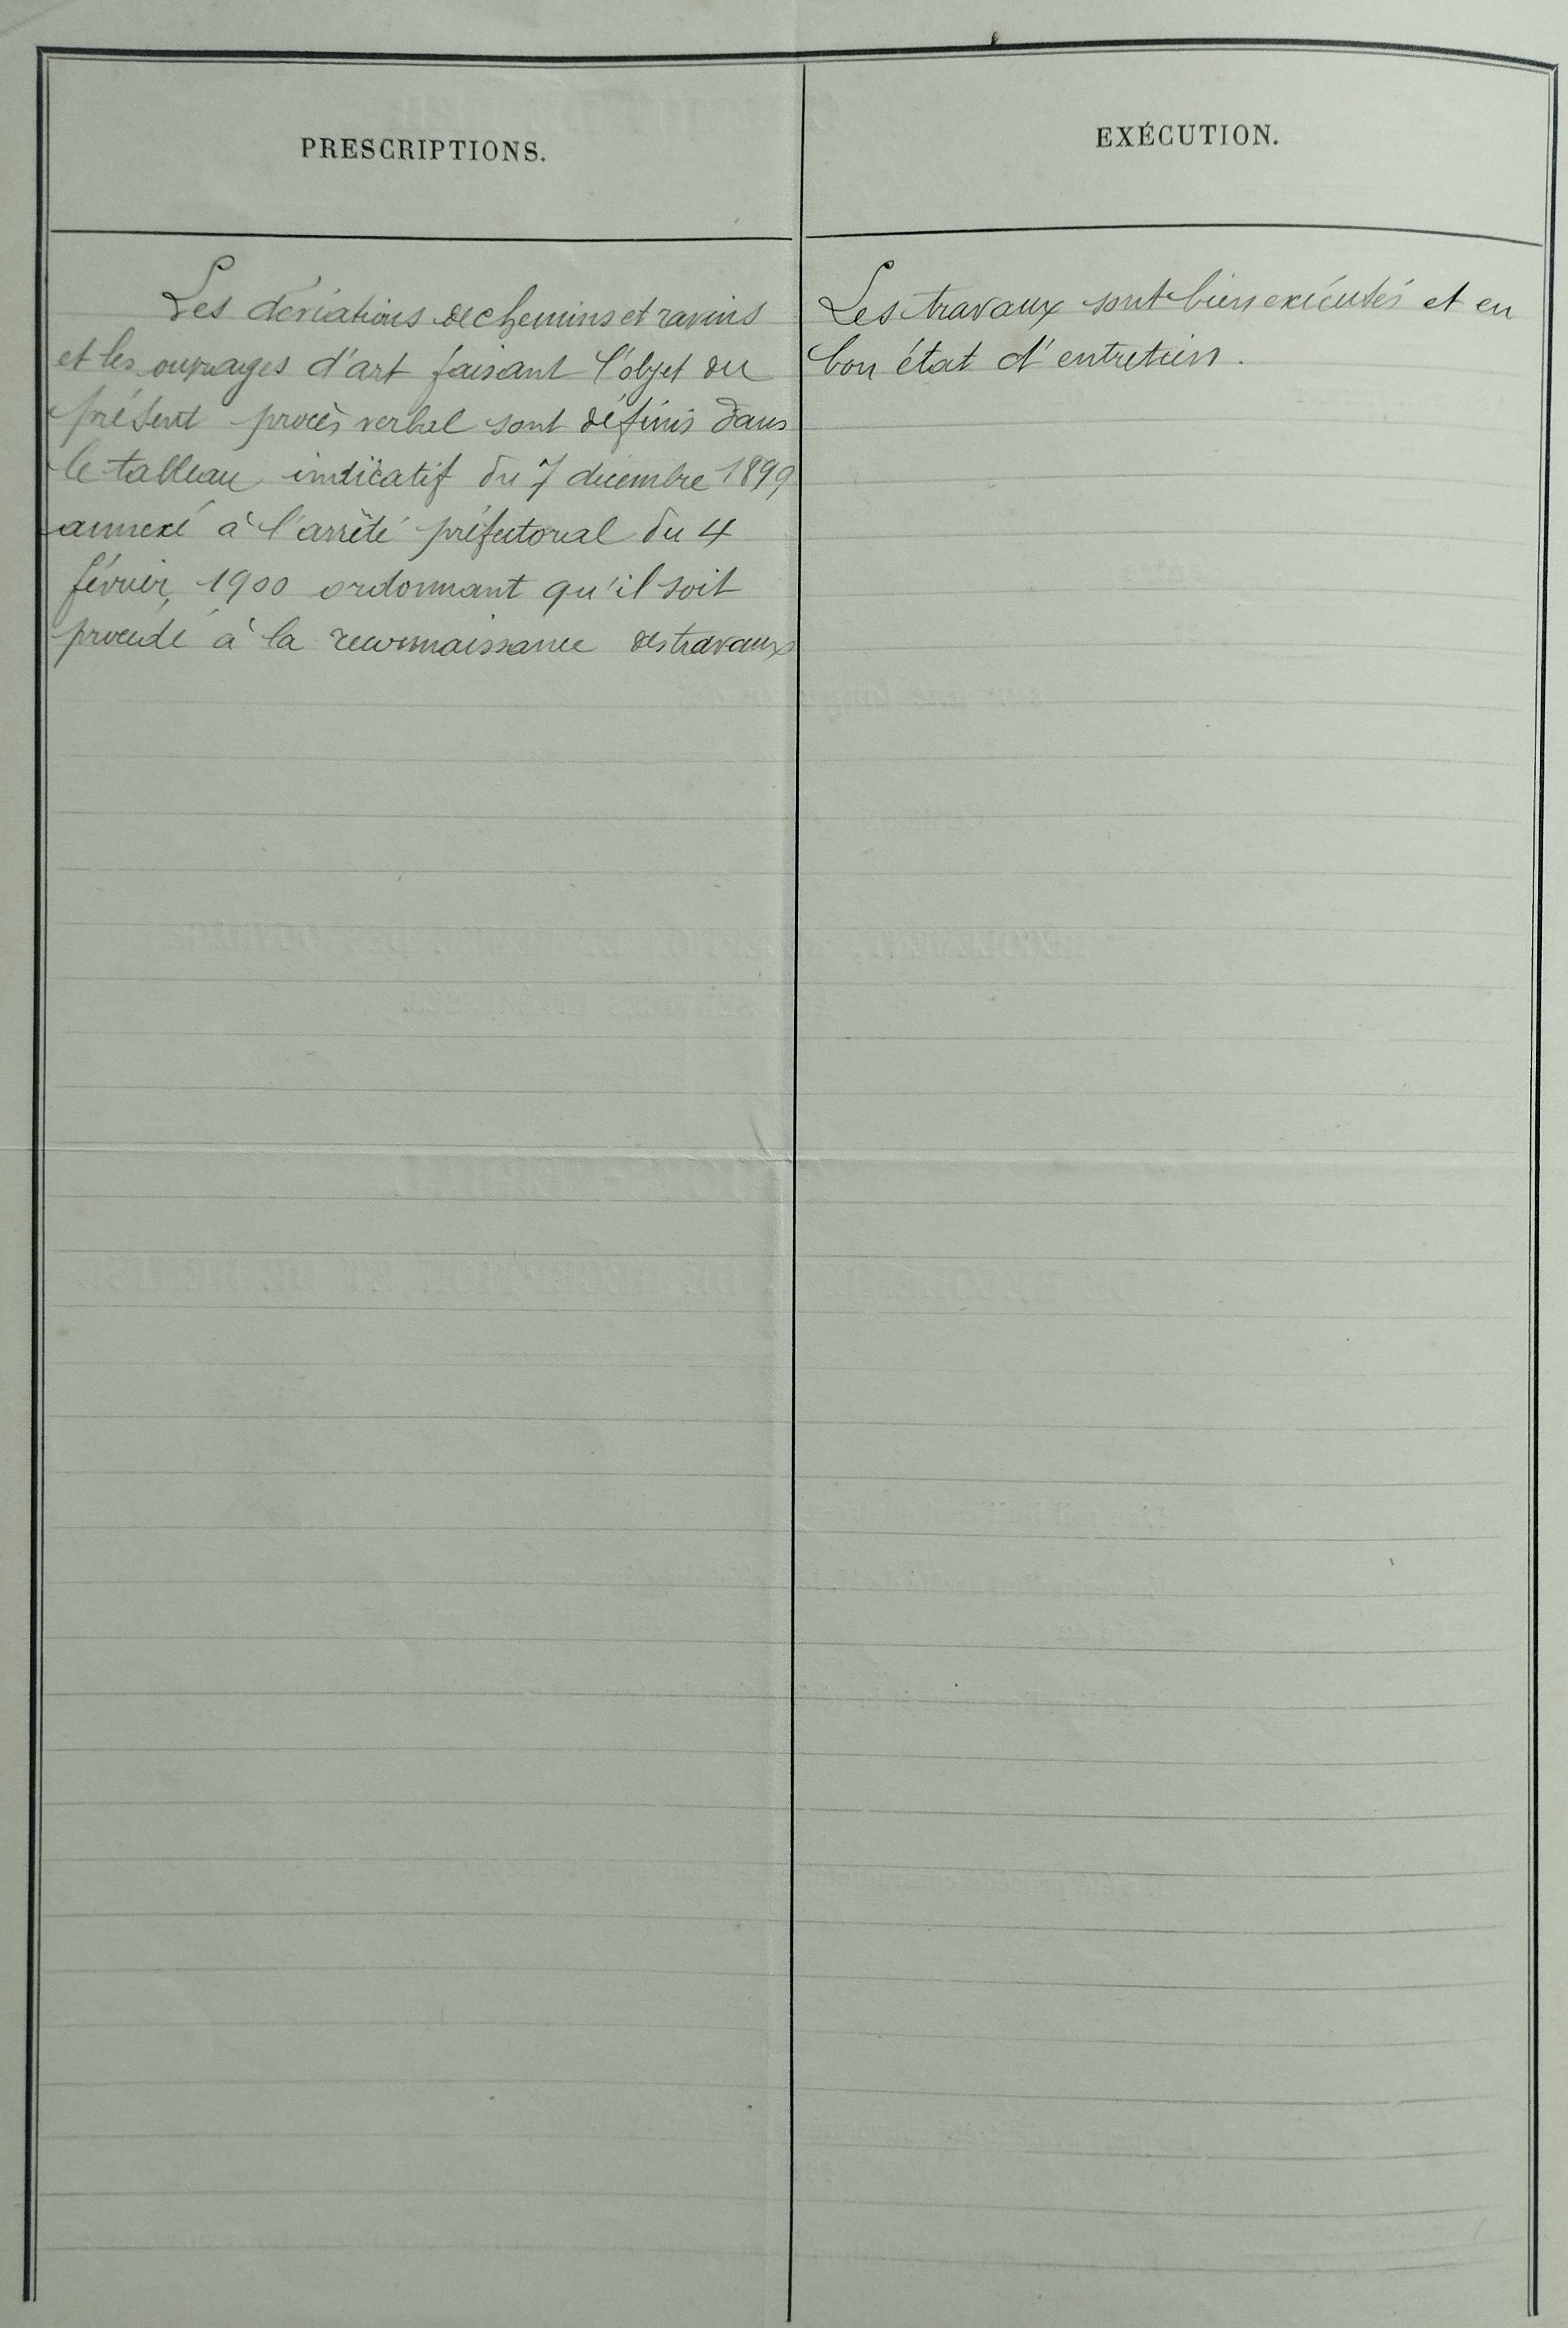 PRESCRIPTIONS.
EXÉCUTION.
Les déviations de chemins et ravins
et les ouvrages d'art faisant l'objet du
présent procès verbal sont définis dans
le tableau indicatif du 7 décembre 1899
annexé à l'arrêté préfectoral du 4
février 1900 ordonnant qu'il soit
procédé à la reconnaissance des travaux
Les travaux sont bien exécutés et en
bon état d'entretien.